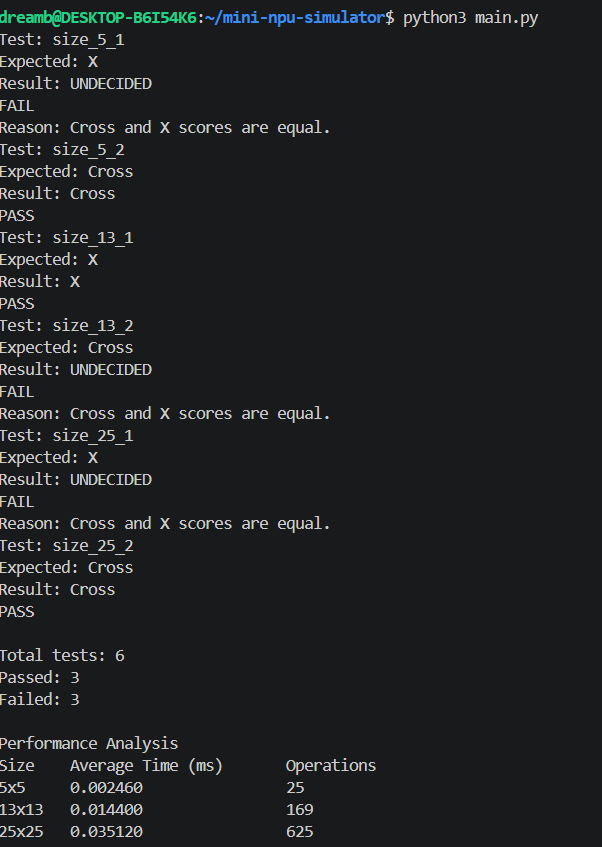 dreamb@DESKTOP-B6I54K6:~/mini-npu-simulator$ python3 main.py
Test: size_5_1
Expected: X
Result: UNDECIDED
FAIL
Reason: Cross and X scores are equal.
Test: size_5_2
Expected: Cross
Result: Cross
PASS
Test: size_13_1
Expected: X
Result: X
PASS
Test: size_13_2
Expected: Cross
Result: UNDECIDED
FAIL
Reason: Cross and X scores are equal.
Test: size_25_1
Expected: X
Result: UNDECIDED
FAIL
Reason: Cross and X scores are equal.
Test: size_25_2
Expected: Cross
Result: Cross
PASS

Total tests: 6
Passed: 3
Failed: 3

Performance Analysis
Size    Average Time (ms)       Operations
5x5     0.002460                25
13x13   0.014400                169
25x25   0.035120                625